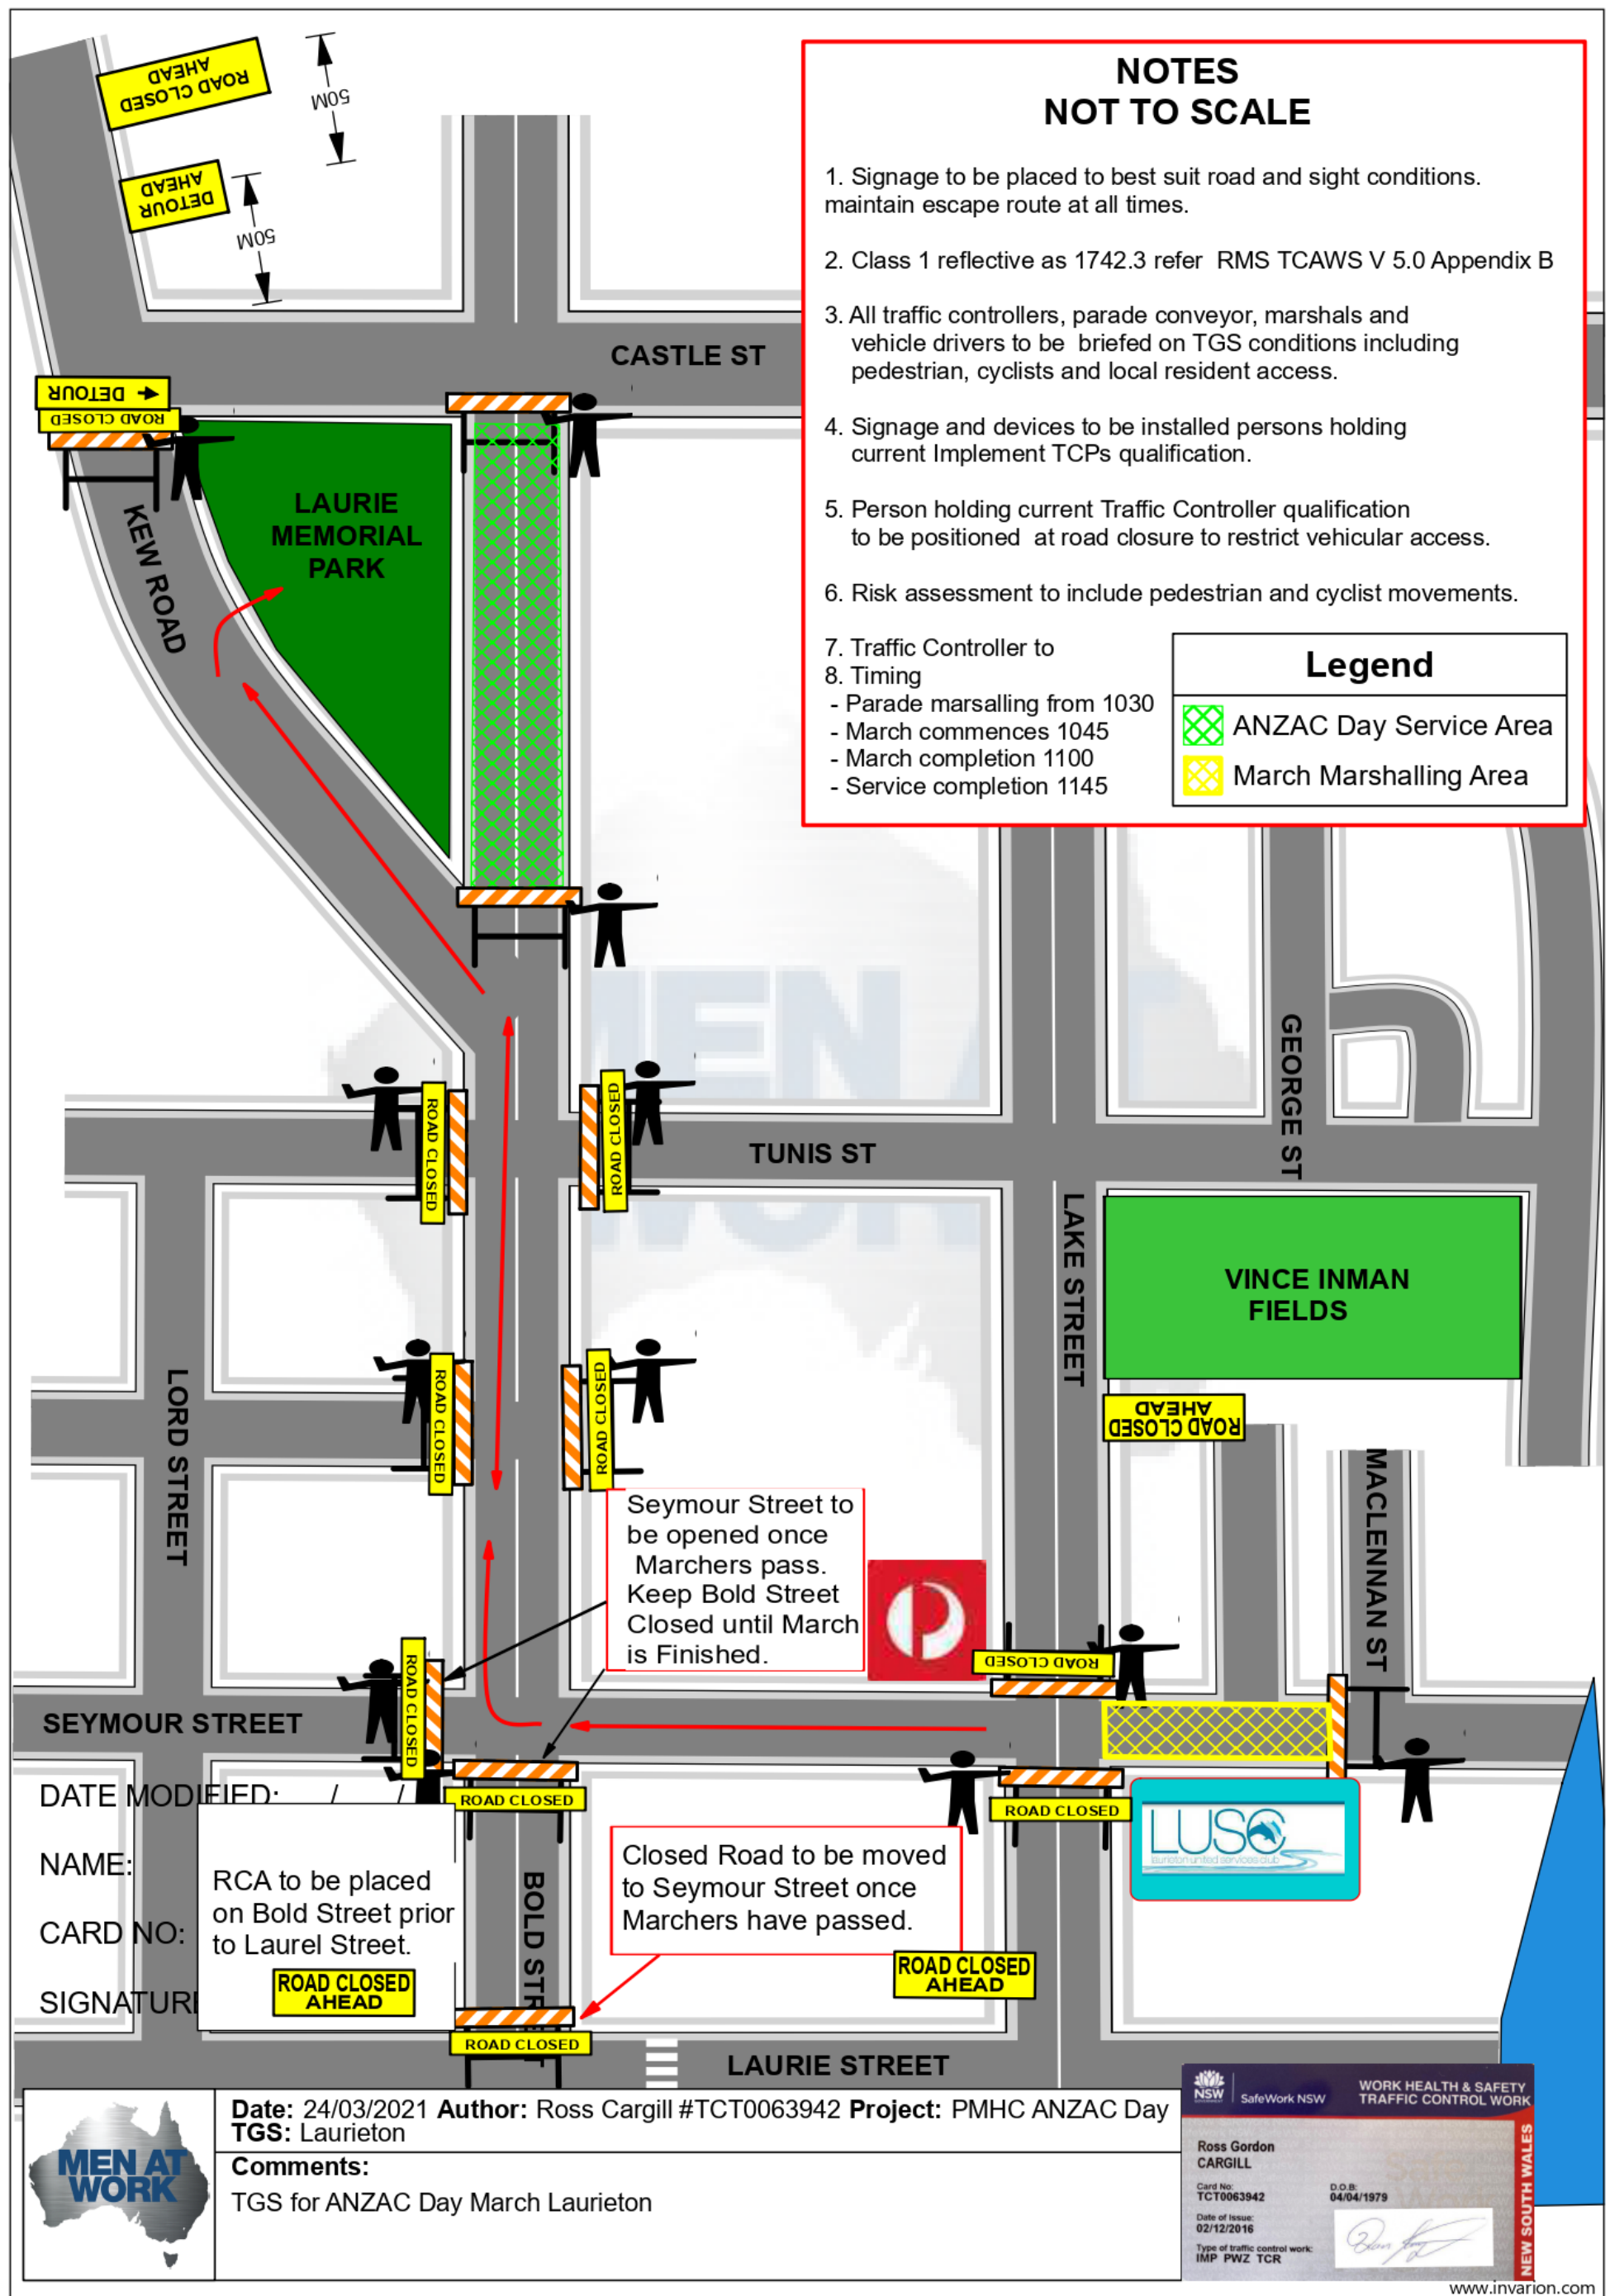 ROAD CLOSED
AHEAD
50M
DETOUR
AHEAD
50M
NOTES
NOT TO SCALE
1. Signage to be placed to best suit road and sight conditions.
maintain escape route at all times.
2. Class 1 reflective as 1742.3 refer RMS TCAWS V 5.0 Appendix B
3. All traffic controllers, parade conveyor, marshals and
vehicle drivers to be briefed on TGS conditions including
pedestrian, cyclists and local resident access.
4. Signage and devices to be installed persons holding
current Implement TCPs qualification.
5. Person holding current Traffic Controller qualification
to be positioned at road closure to restrict vehicular access.
6. Risk assessment to include pedestrian and cyclist movements.
7. Traffic Controller to
8. Timing
- Parade marsalling from 1030
- March commences 1045
- March completion 1100
- Service completion 1145
Legend
ANZAC Day Service Area
March Marshalling Area
CASTLE ST
DETOUR
ROAD CLOSED
LAURIE
MEMORIAL
PARK
KEW ROAD
MEN AT
WORK
GEORGE ST
ROAD CLOSED
ROAD CLOSED
TUNIS ST
LAKE STREET
VINCE INMAN
FIELDS
LORD STREET
ROAD CLOSED
ROAD CLOSED
ROAD CLOSED
AHEAD
MACLENNAN ST
Seymour Street to
be opened once
Marchers pass.
Keep Bold Street
Closed until March
is Finished.
ROAD CLOSED
ROAD CLOSED
SEYMOUR STREET
DATE MODIFIED: / /
NAME:
CARD NO:
SIGNATURE
ROAD CLOSED
ROAD CLOSED
LUSC
laurieton united services club
RCA to be placed
on Bold Street prior
to Laurel Street.
ROAD CLOSED
AHEAD
BOLD STREET
Closed Road to be moved
to Seymour Street once
Marchers have passed.
ROAD CLOSED
AHEAD
ROAD CLOSED
LAURIE STREET
MEN AT
WORK
Date: 24/03/2021 Author: Ross Cargill #TCT0063942 Project: PMHC ANZAC Day
TGS: Laurieton
Comments:
TGS for ANZAC Day March Laurieton
NSW
GOVERNMENT
SafeWork NSW
WORK HEALTH & SAFETY
TRAFFIC CONTROL WORK
Ross Gordon
CARGILL
Card No:
TCT0063942
D.O.B:
04/04/1979
Date of Issue:
02/12/2016
Type of traffic control work:
IMP PWZ TCR
NEW SOUTH WALES
www.invarion.com